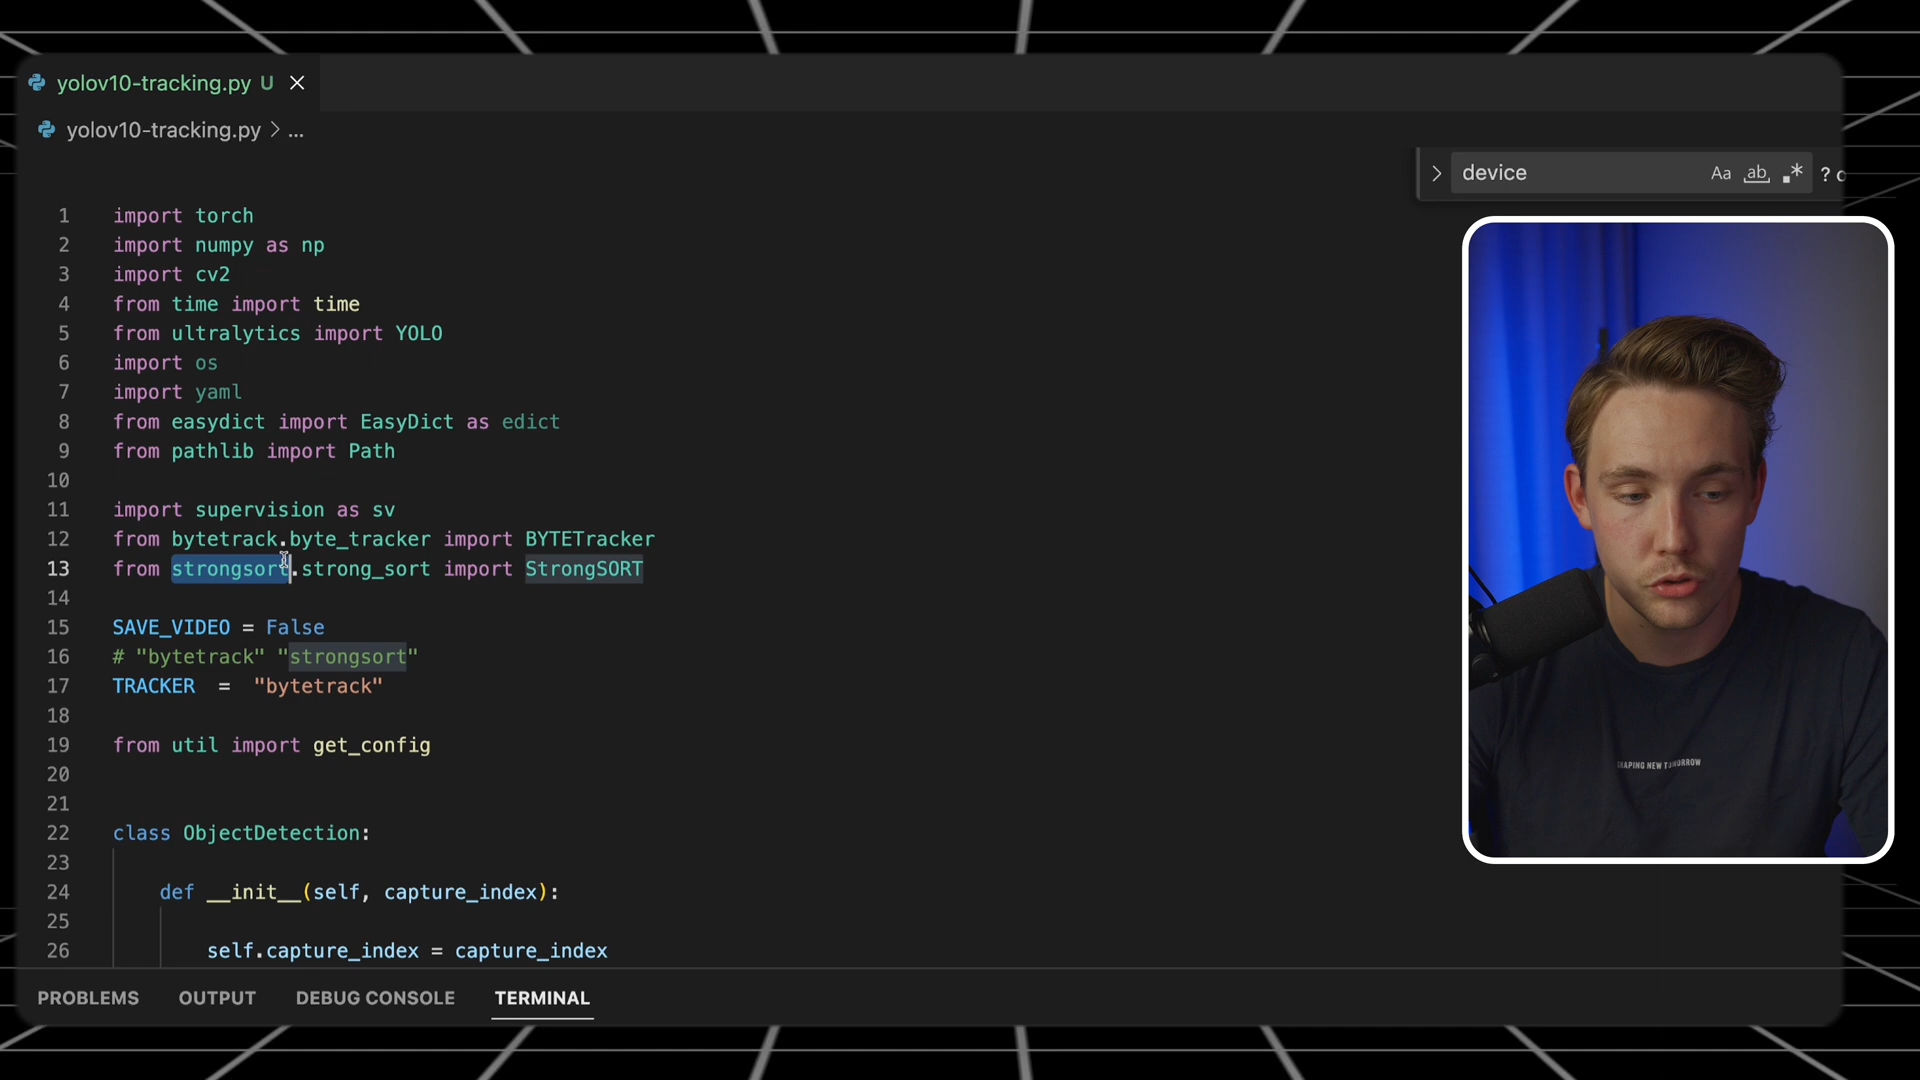 yolov10-tracking.py U
yolov10-tracking.py > ...
device Aa ab .* ?
1 import torch
2 import numpy as np
3 import cv2
4 from time import time
5 from ultralytics import YOLO
6 import os
7 import yaml
8 from easydict import EasyDict as edict
9 from pathlib import Path
10
11 import supervision as sv
12 from bytetrack.byte_tracker import BYTETracker
13 from strongsort.strong_sort import StrongSORT
14
15 SAVE_VIDEO = False
16 # "bytetrack" "strongsort"
17 TRACKER = "bytetrack"
18
19 from util import get_config
20
21
22 class ObjectDetection:
23
24 def __init__(self, capture_index):
25
26 self.capture_index = capture_index
PROBLEMS OUTPUT DEBUG CONSOLE TERMINAL
SHAPING NEW TOMORROW